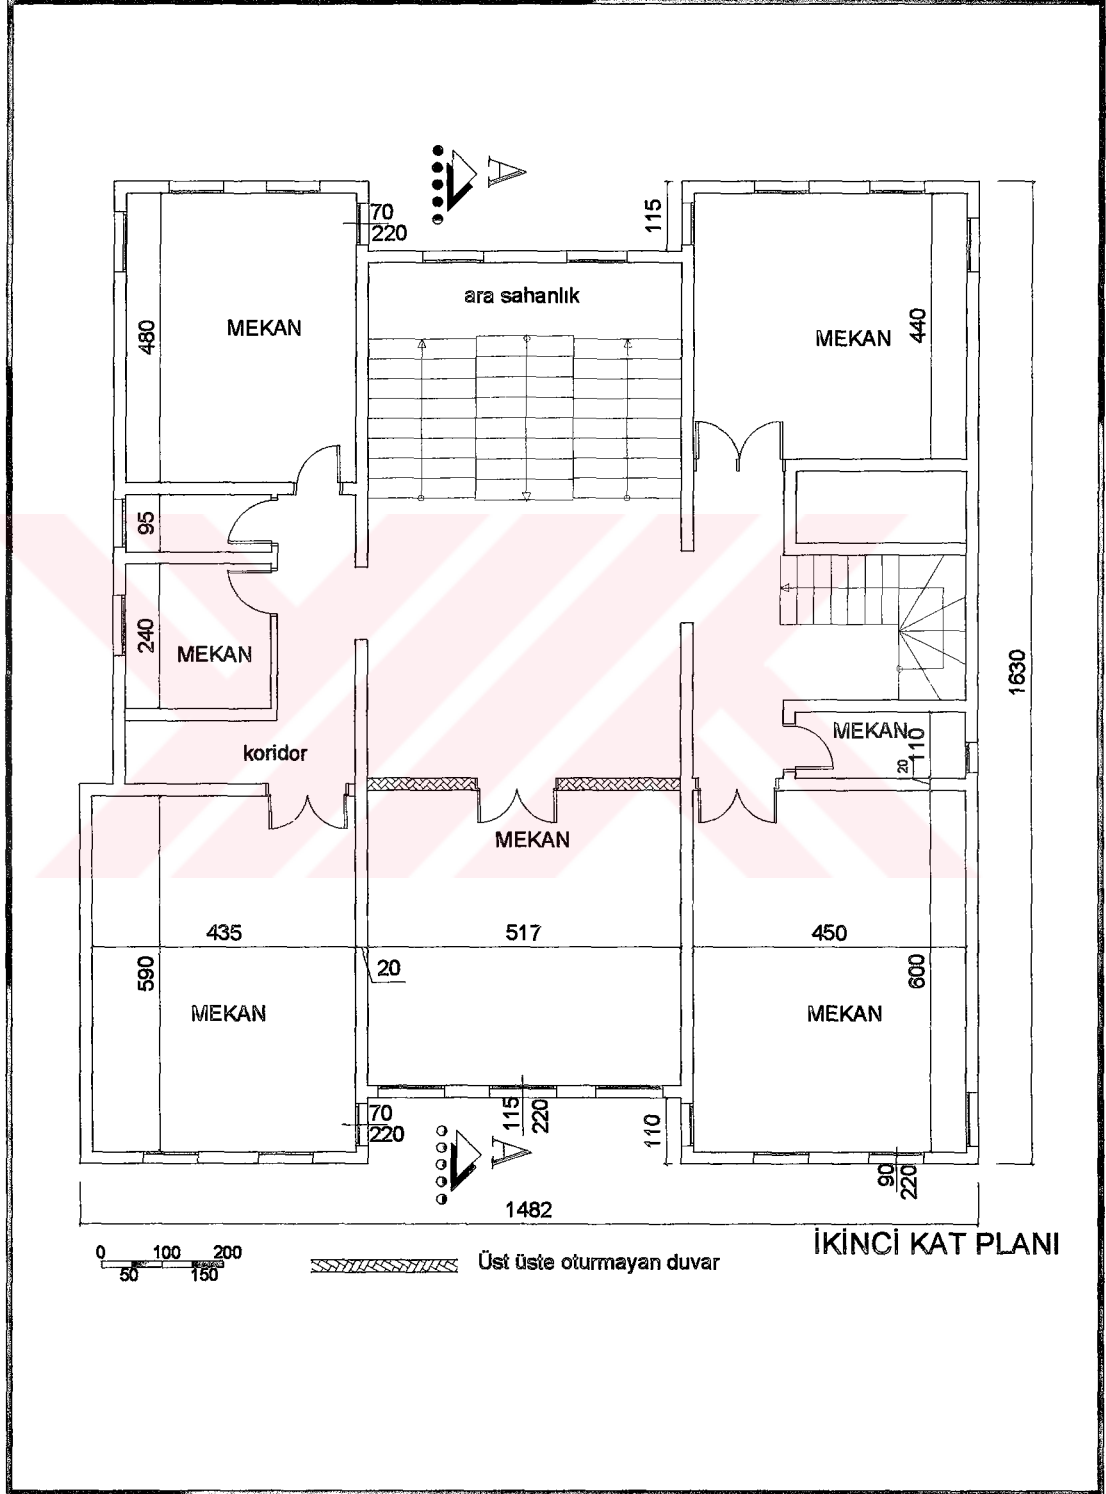 A
70
220
115
ara sahanlık
480
MEKAN
MEKAN
440
95
240
MEKAN
1630
koridor
MEKAN
110
20
MEKAN
435
517
450
590
20
600
MEKAN
MEKAN
70
220
115
220
110
A
90
220
1482
İKİNCİ KAT PLANI
0 100 200
50 150
Üst üste oturmayan duvar